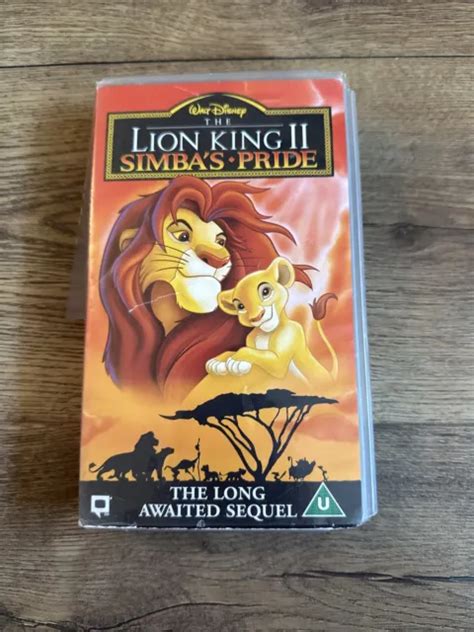 Walt Disney
THE
LION KING II
SIMBA'S • PRIDE
THE LONG
AWAITED SEQUEL
U